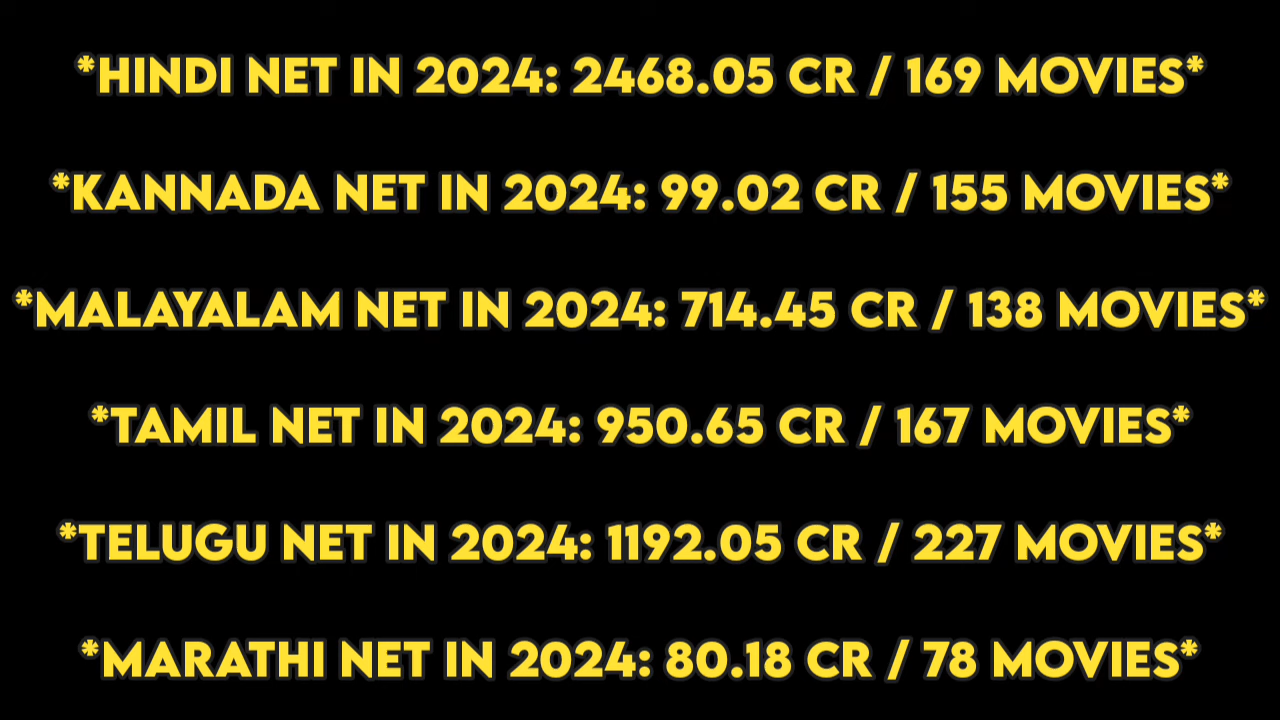 *HINDI NET IN 2024: 2468.05 CR / 169 MOVIES*
*KANNADA NET IN 2024: 99.02 CR / 155 MOVIES*
*MALAYALAM NET IN 2024: 714.45 CR / 138 MOVIES*
*TAMIL NET IN 2024: 950.65 CR / 167 MOVIES*
*TELUGU NET IN 2024: 1192.05 CR / 227 MOVIES*
*MARATHI NET IN 2024: 80.18 CR / 78 MOVIES*